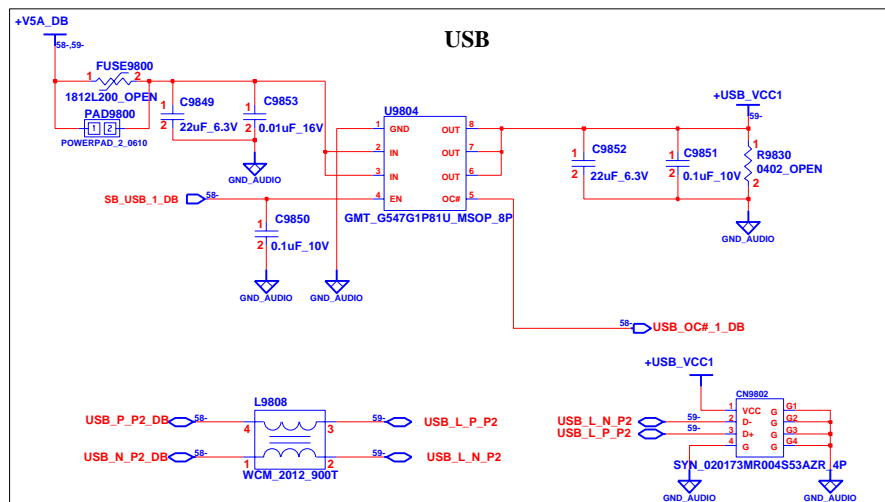 USB
+V5A_DB
58-,59-
FUSE9800
1 2
1812L200_OPEN
PAD9800
1 1 2 2
POWERPAD_2_0610
C9849
1
2
22uF_6.3V
C9853
1
2
0.01uF_16V
GND_AUDIO
SB_USB_1_DB
58-
C9850
1
2
0.1uF_10V
GND_AUDIO
GND_AUDIO
U9804
1 GND OUT 8
2 IN OUT 7
3 IN OUT 6
4 EN OC# 5
GMT_G547G1P81U_MSOP_8P
+USB_VCC1
59-
C9852
1
2
22uF_6.3V
C9851
1
2
0.1uF_10V
R9830
1
2
0402_OPEN
GND_AUDIO
58-
USB_OC#_1_DB
L9808
USB_P_P2_DB 58- 4 3 59- USB_L_P_P2
USB_N_P2_DB 58- 1 2 59- USB_L_N_P2
WCM_2012_900T
+USB_VCC1
CN9802
1 VCC G G1
USB_L_N_P2 59- 2 D- G G2
USB_L_P_P2 59- 3 D+ G G3
4 G G G4
SYN_020173MR004S53AZR_4P
GND_AUDIO
GND_AUDIO